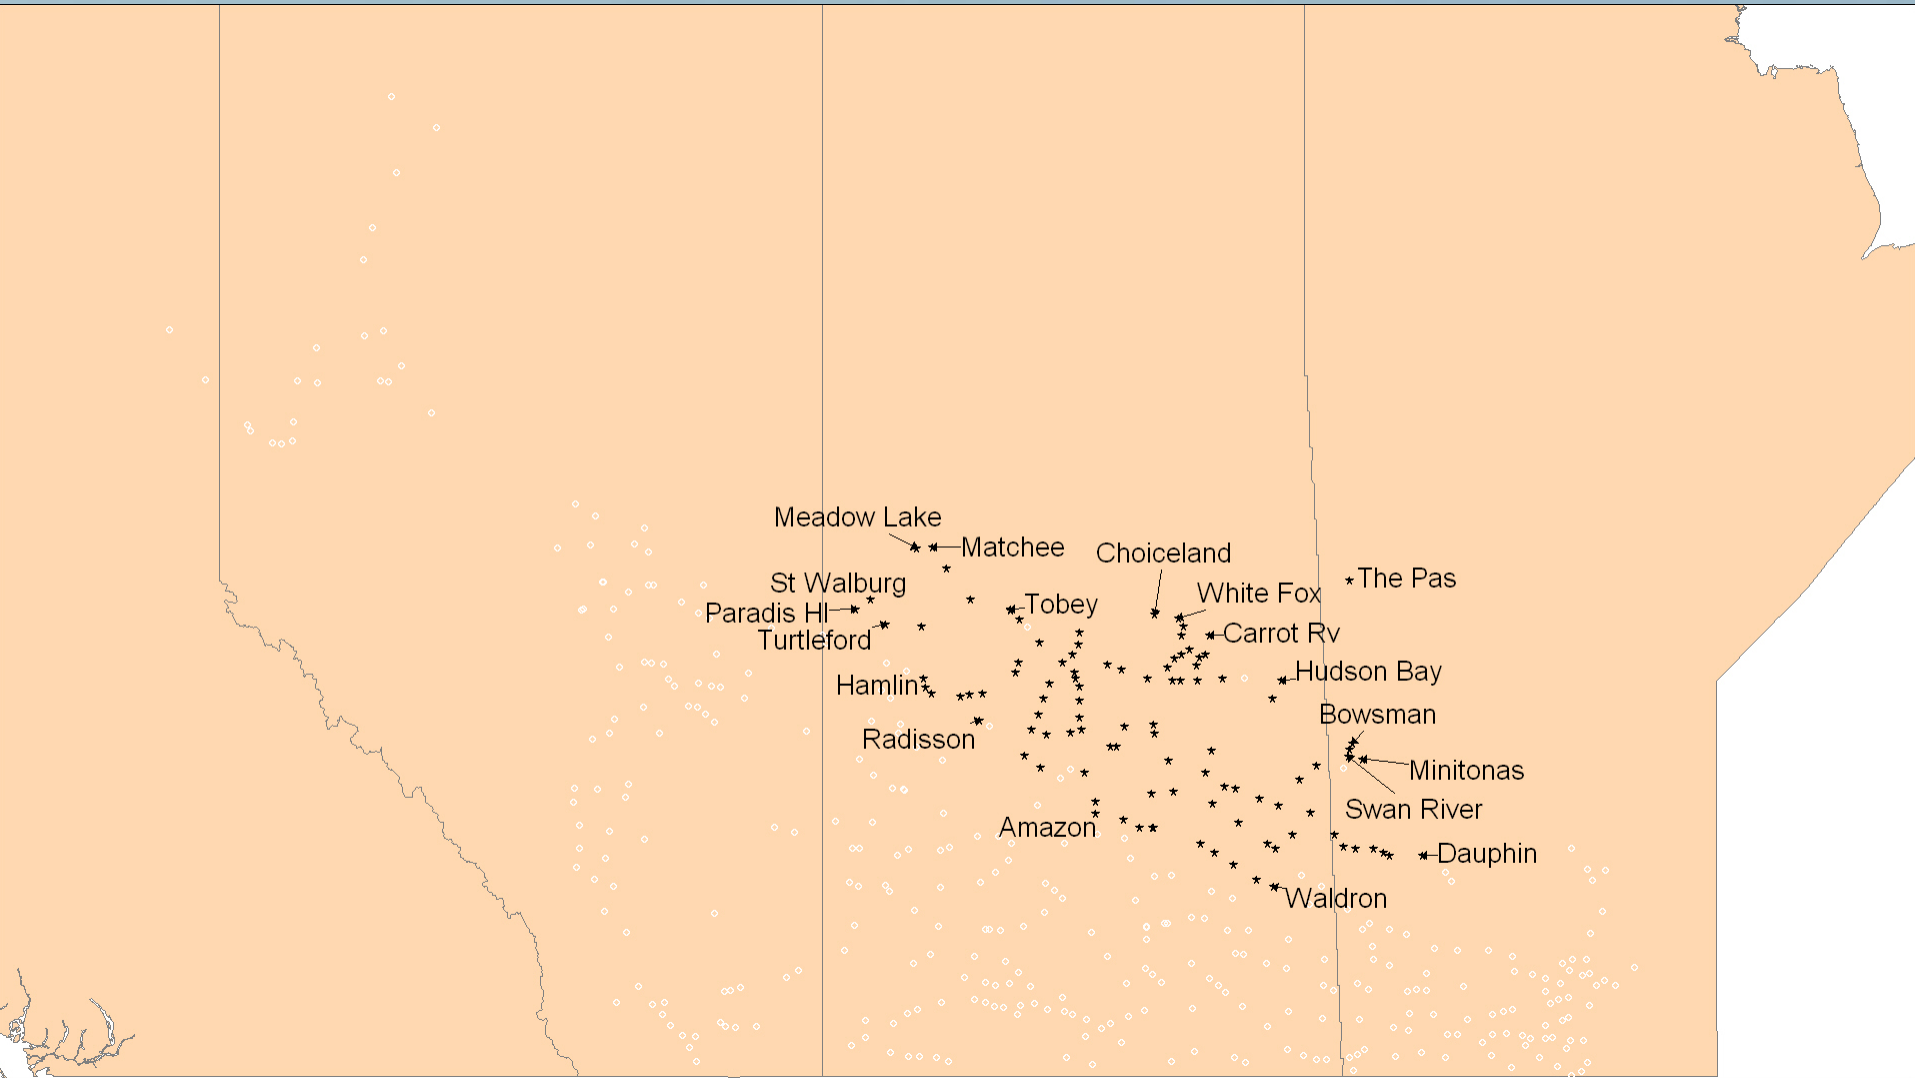 Meadow Lake
Matchee
Choiceland
The Pas
St Walburg
White Fox
Tobey
Paradis Hl
Carrot Rv
Turtleford
Hudson Bay
Hamlin
Bowsman
Radisson
Minitonas
Swan River
Amazon
Dauphin
Waldron